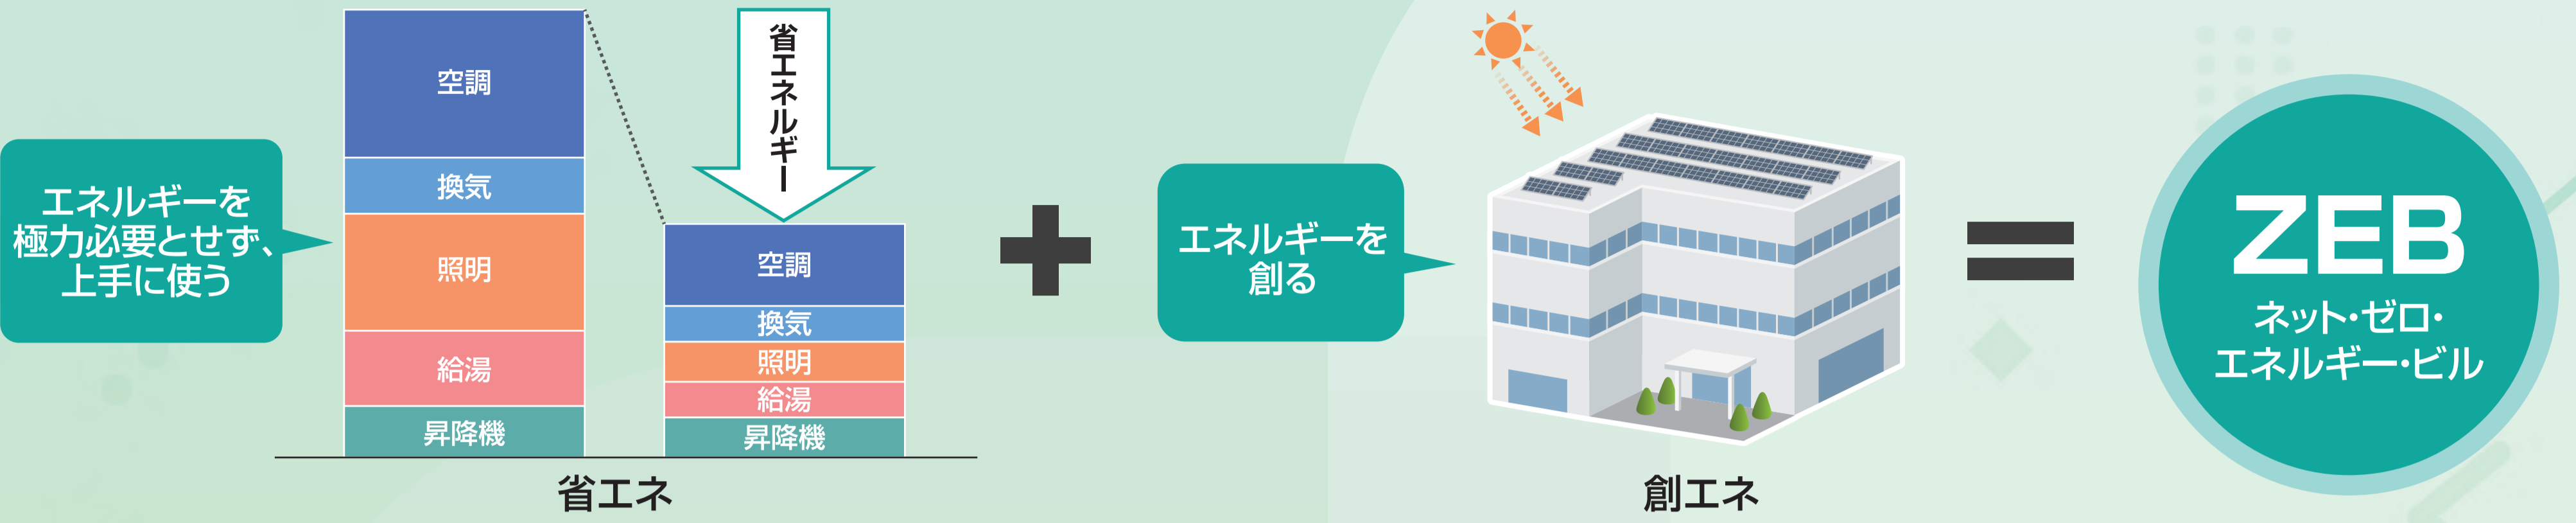 エネルギーを
極力必要とせず、
上手に使う
空調
換気
照明
給湯
昇降機
省エネルギー
空調
換気
照明
給湯
昇降機
省エネ
+
エネルギーを
創る
創エネ
=
ZEB
ネット・ゼロ・
エネルギー・ビル